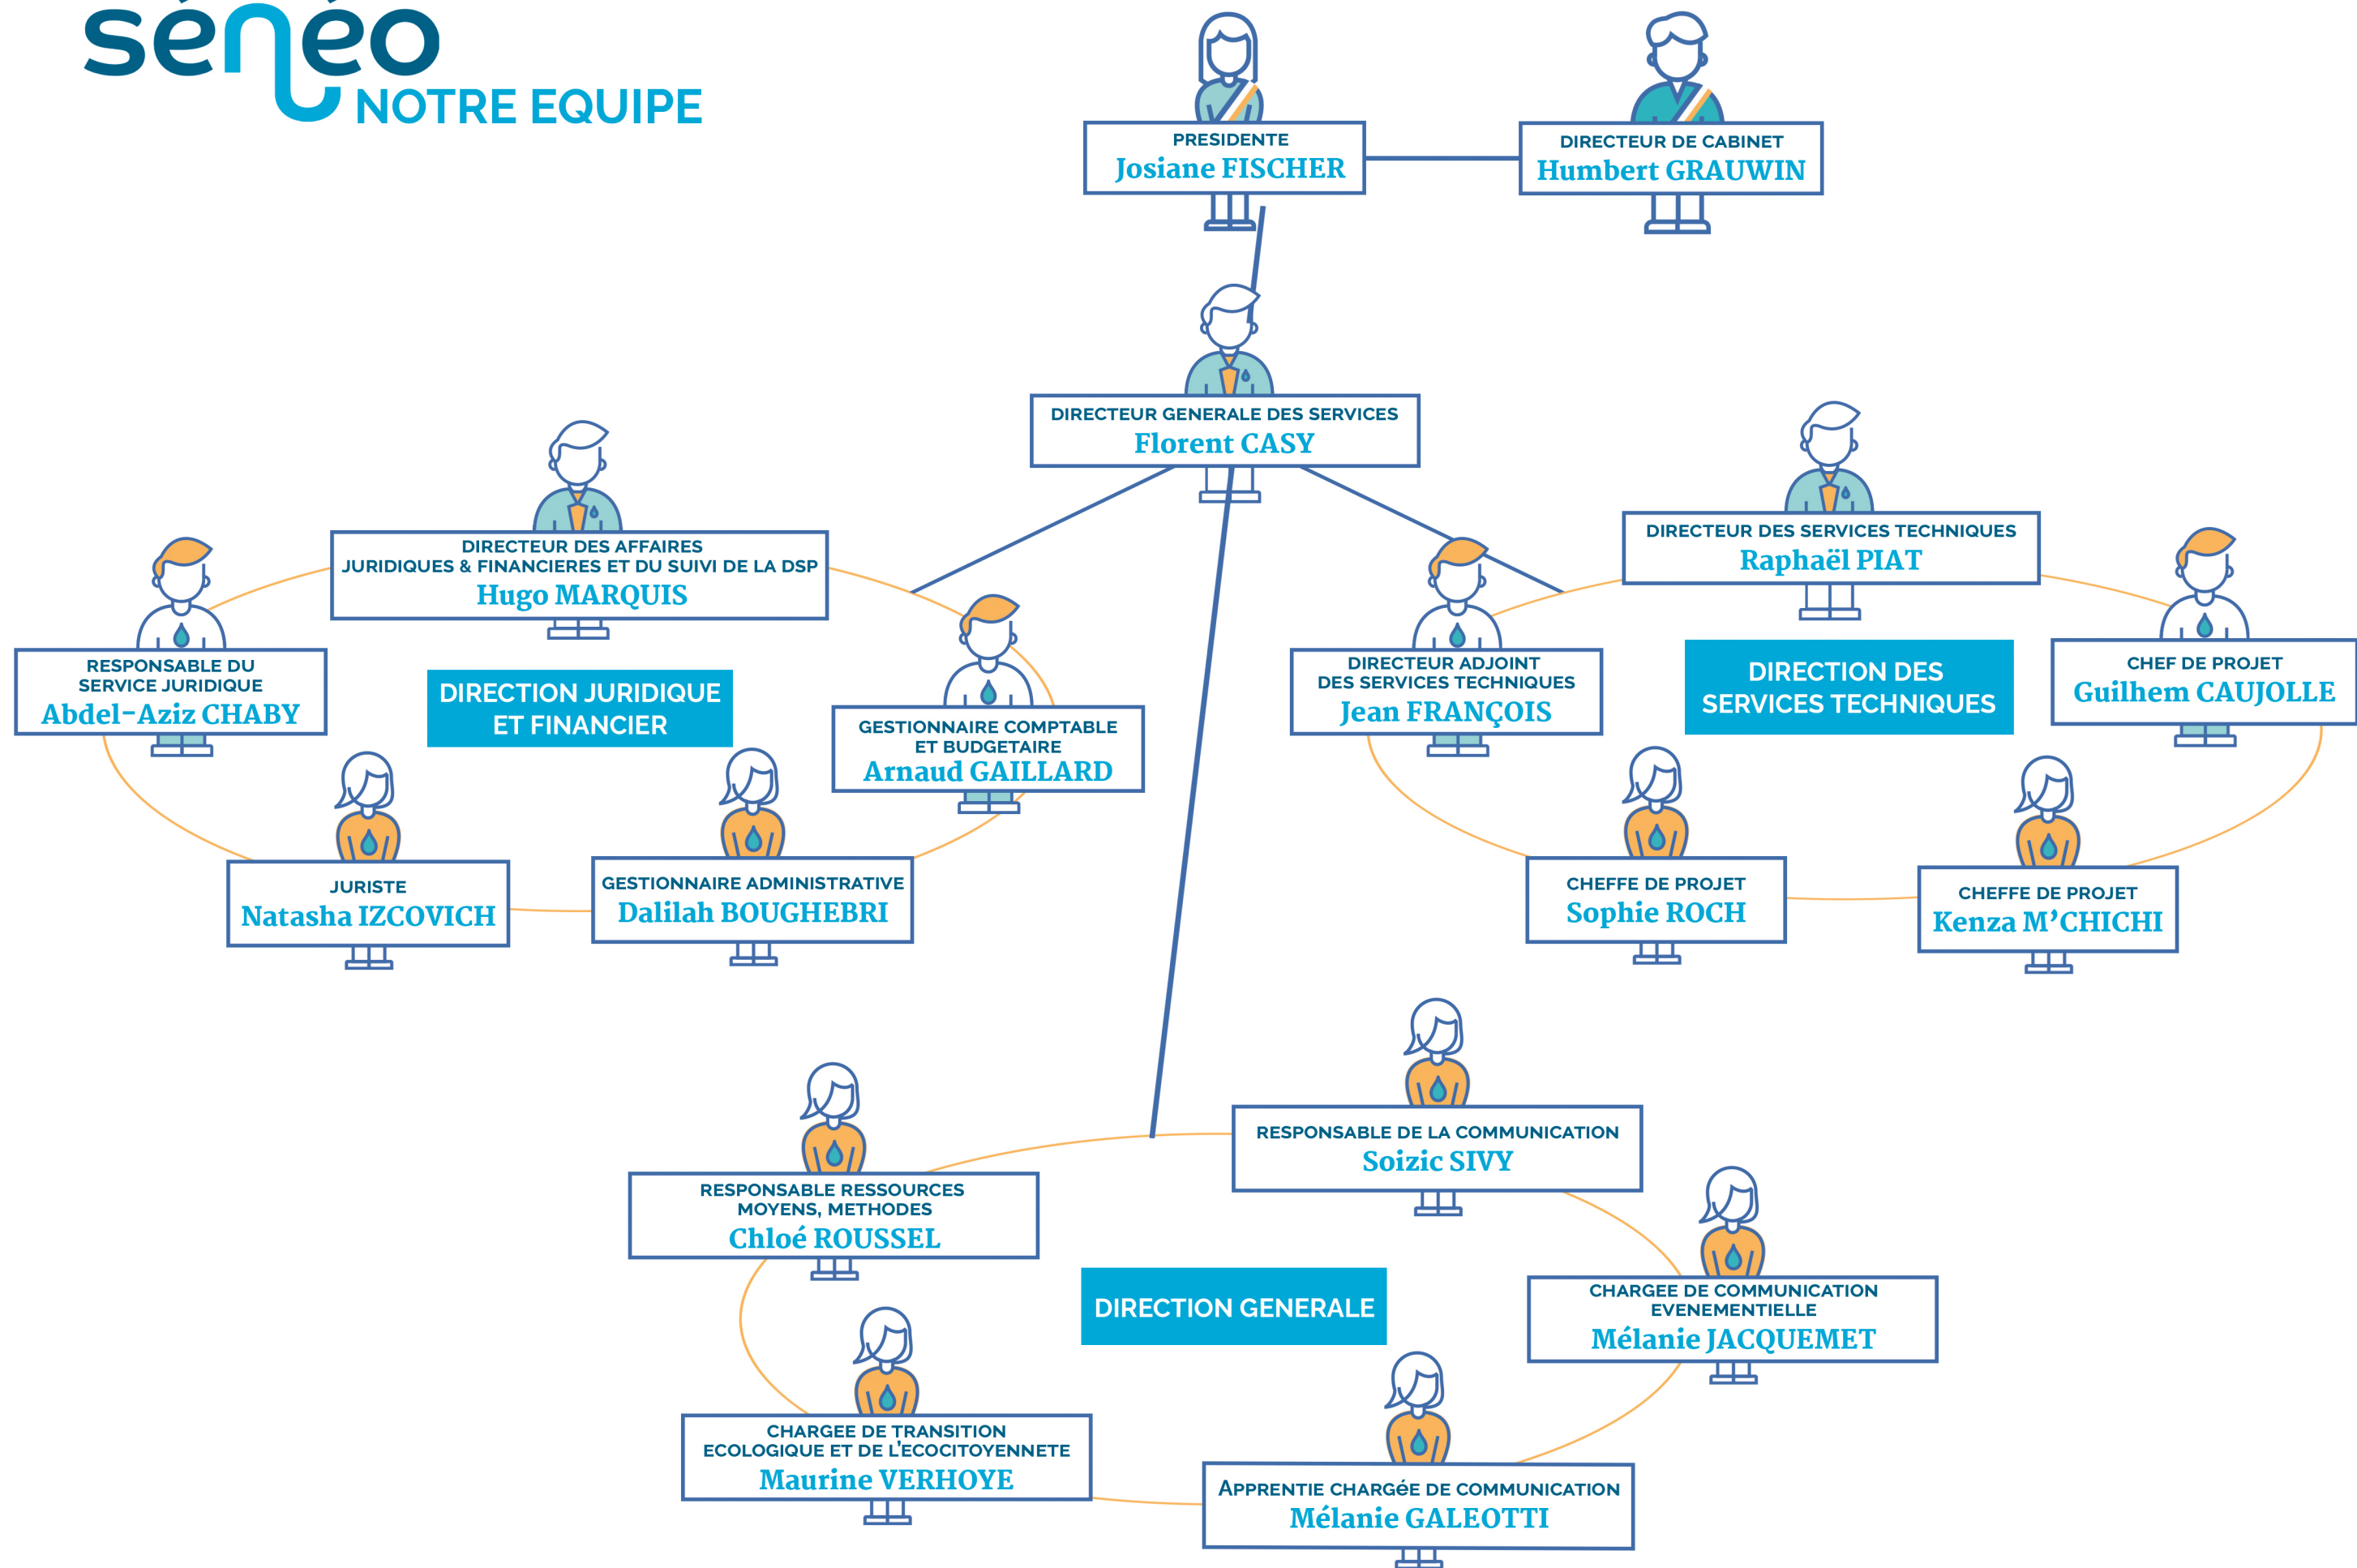 sénéo
NOTRE EQUIPE
PRESIDENTE
Josiane FISCHER
DIRECTEUR DE CABINET
Humbert GRAUWIN
DIRECTEUR GENERALE DES SERVICES
Florent CASY
DIRECTEUR DES AFFAIRES
JURIDIQUES & FINANCIERES ET DU SUIVI DE LA DSP
Hugo MARQUIS
RESPONSABLE DU
SERVICE JURIDIQUE
Abdel-Aziz CHABY
DIRECTION JURIDIQUE
ET FINANCIER
GESTIONNAIRE COMPTABLE
ET BUDGETAIRE
Arnaud GAILLARD
JURISTE
Natasha IZCOVICH
GESTIONNAIRE ADMINISTRATIVE
Dalilah BOUGHEBRI
DIRECTEUR DES SERVICES TECHNIQUES
Raphaël PIAT
DIRECTEUR ADJOINT
DES SERVICES TECHNIQUES
Jean FRANÇOIS
DIRECTION DES
SERVICES TECHNIQUES
CHEF DE PROJET
Guilhem CAUJOLLE
CHEFFE DE PROJET
Sophie ROCH
CHEFFE DE PROJET
Kenza M’CHICHI
RESPONSABLE DE LA COMMUNICATION
Soizic SIVY
RESPONSABLE RESSOURCES
MOYENS, METHODES
Chloé ROUSSEL
DIRECTION GENERALE
CHARGEE DE COMMUNICATION
EVENEMENTIELLE
Mélanie JACQUEMET
CHARGEE DE TRANSITION
ECOLOGIQUE ET DE L'ECOCITOYENNETE
Maurine VERHOYE
APPRENTIE CHARGéE DE COMMUNICATION
Mélanie GALEOTTI